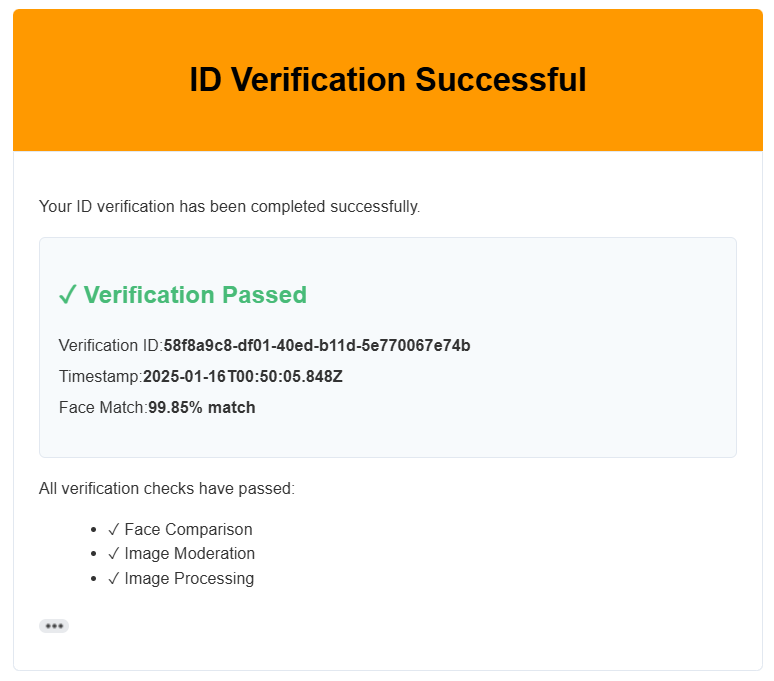 ID Verification Successful
Your ID verification has been completed successfully.
✓ Verification Passed
Verification ID:58f8a9c8-df01-40ed-b11d-5e770067e74b
Timestamp:2025-01-16T00:50:05.848Z
Face Match:99.85% match
All verification checks have passed:
• ✓ Face Comparison
• ✓ Image Moderation
• ✓ Image Processing
•••